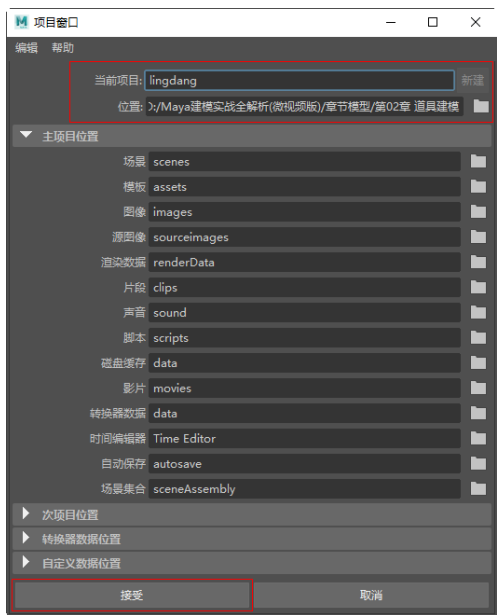 项目窗口
编辑 帮助
当前项目: lingdang 新建
位置: ):/Maya建模实战全解析(微视频版)/章节模型/第02章 道具建模
主项目位置
场景 scenes
模板 assets
图像 images
源图像 sourceimages
渲染数据 renderData
片段 clips
声音 sound
脚本 scripts
磁盘缓存 data
影片 movies
转换器数据 data
时间编辑器 Time Editor
自动保存 autosave
场景集合 sceneAssembly
次项目位置
转换器数据位置
自定义数据位置
接受 取消